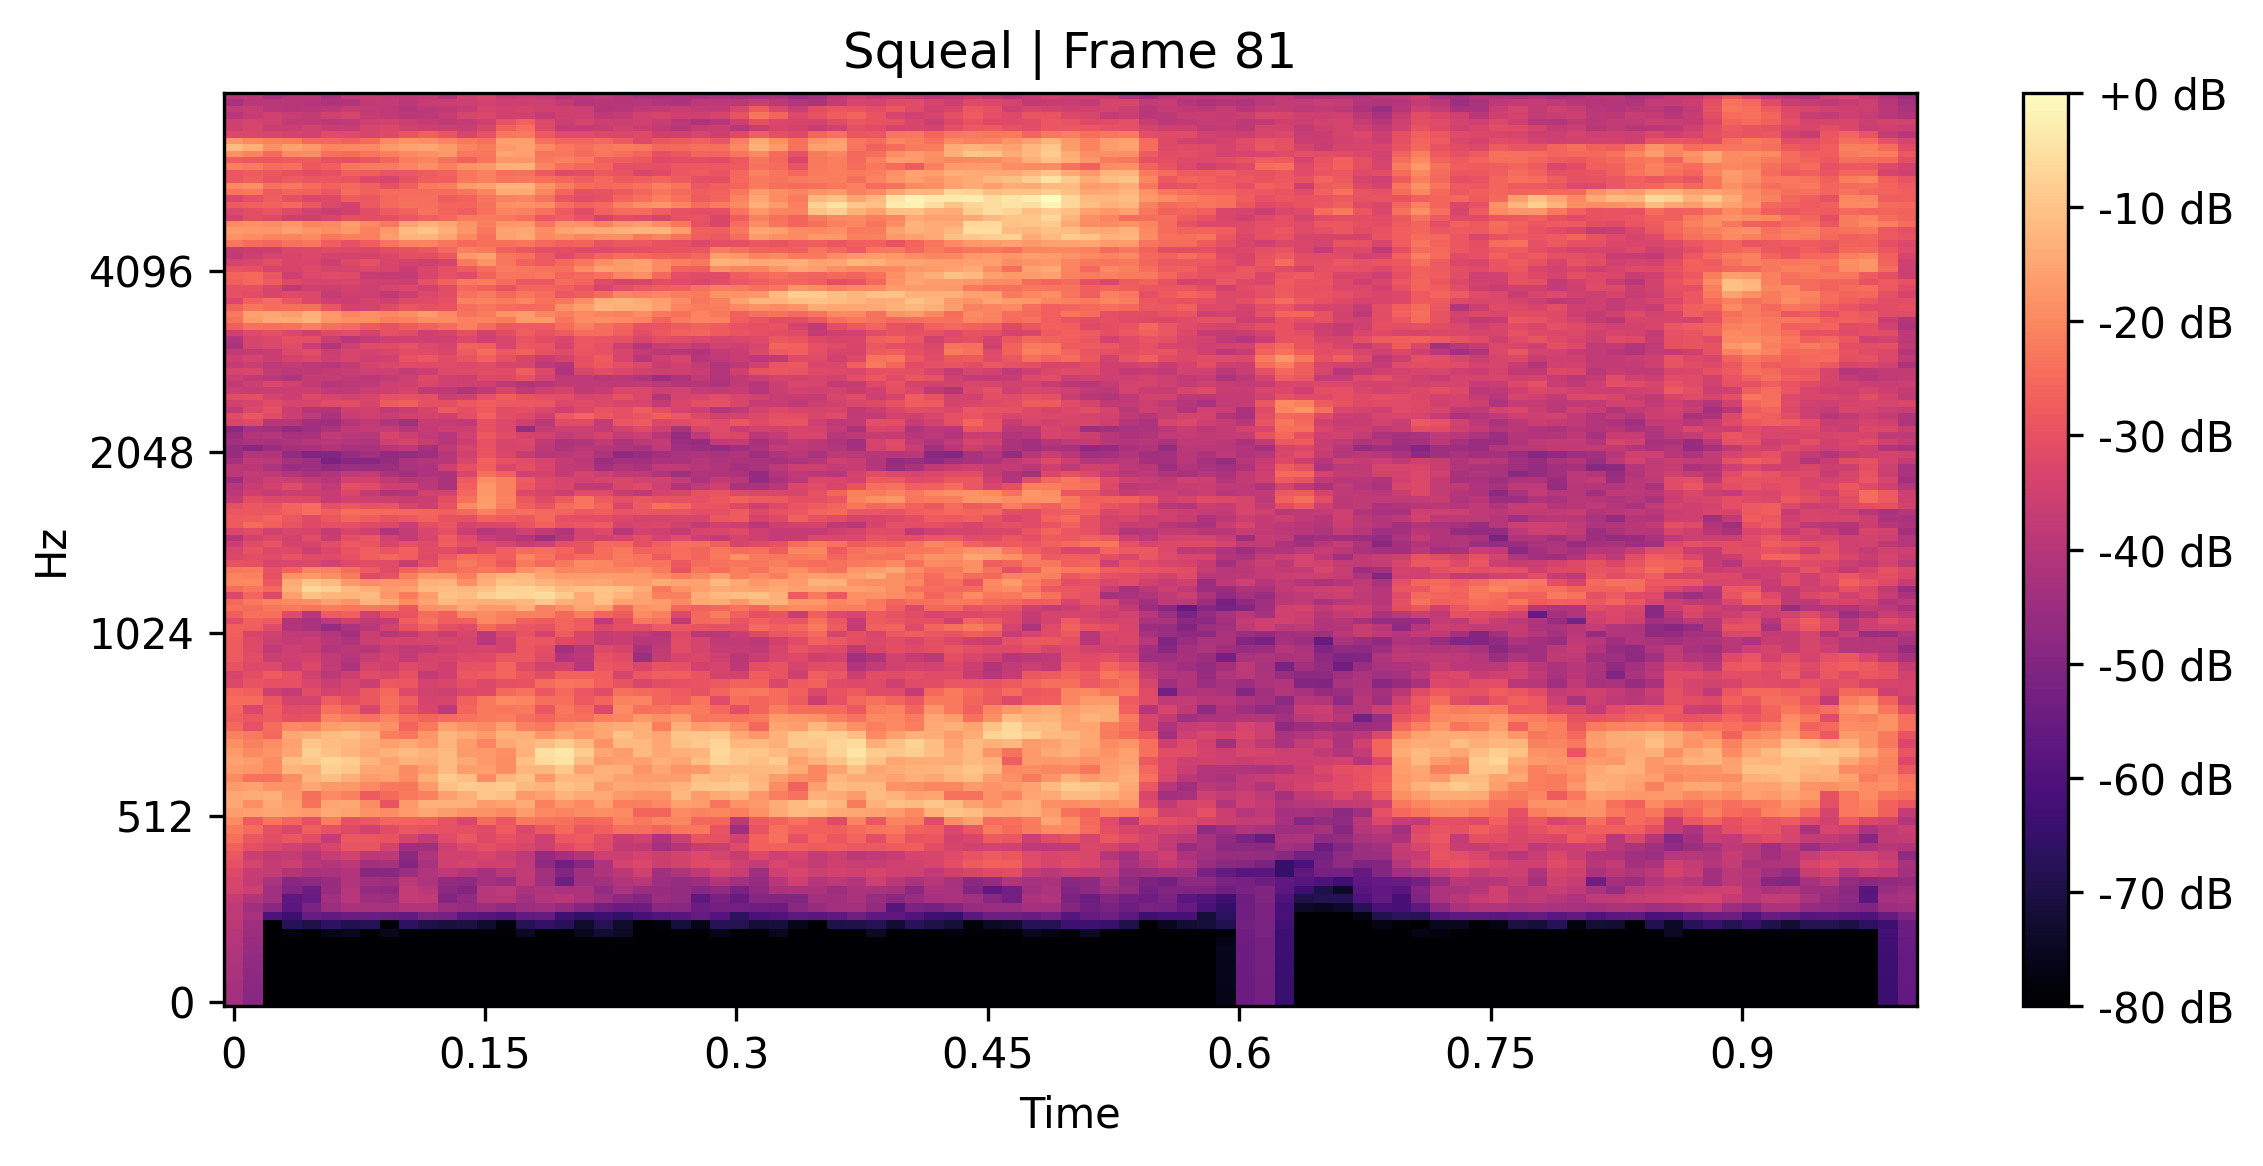 Squeal | Frame 81
+0 dB
-10 dB
-20 dB
-30 dB
-40 dB
-50 dB
-60 dB
-70 dB
-80 dB
Hz
4096
2048
1024
512
0
0 0.15 0.3 0.45 0.6 0.75 0.9
Time